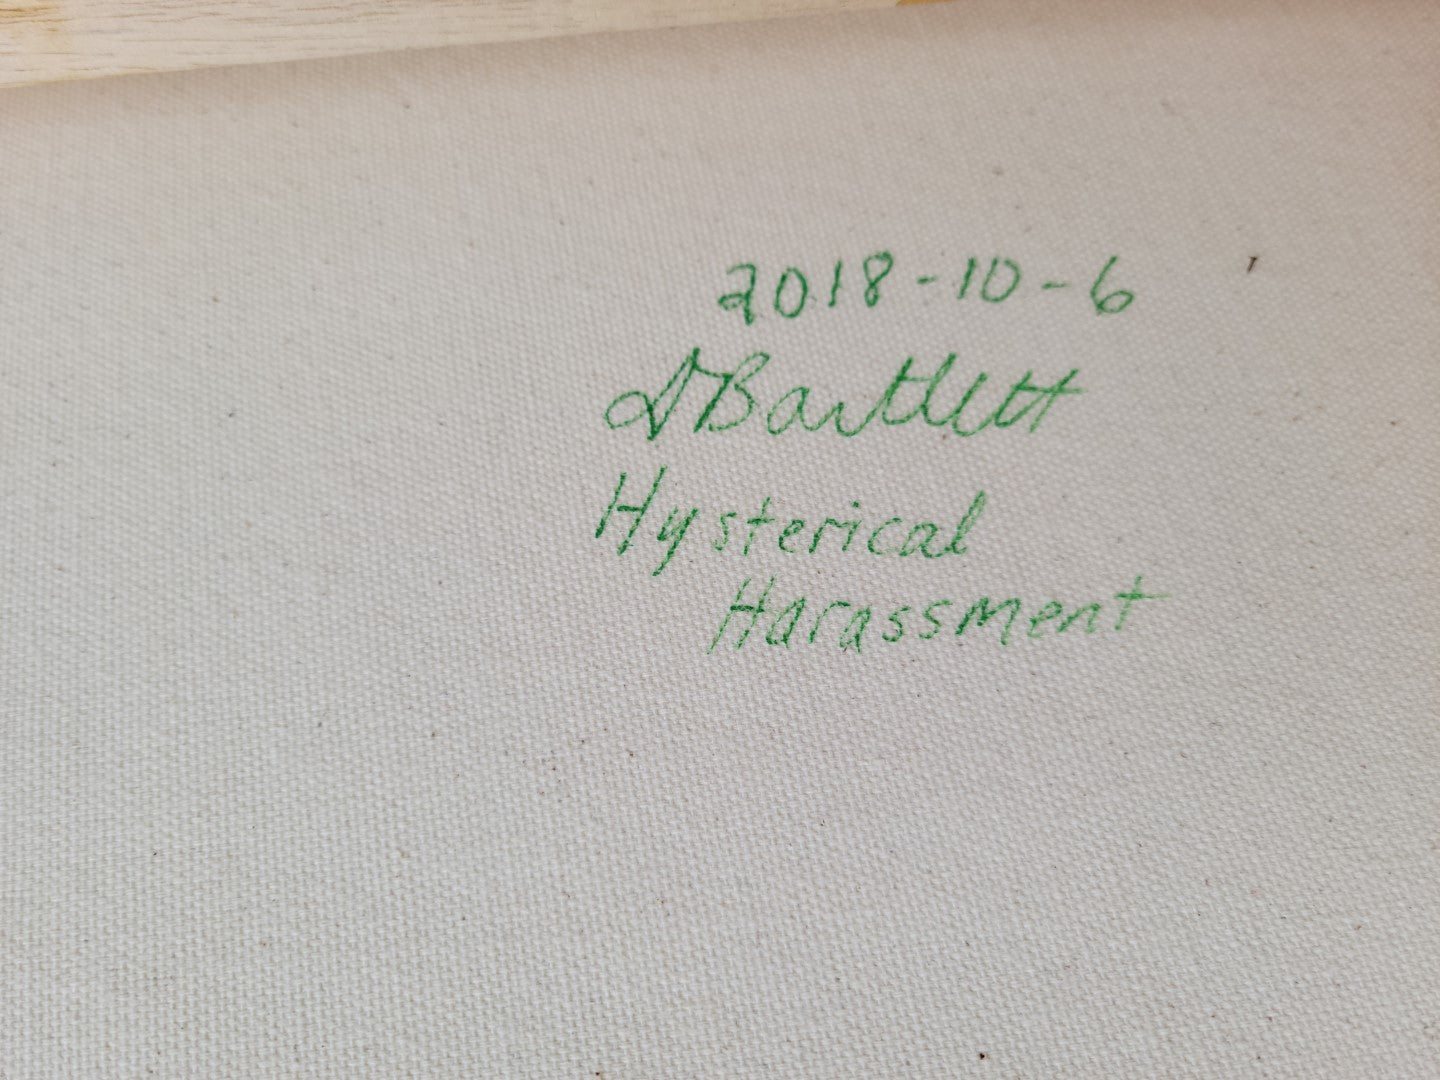 2018-10-6
DBartlett
Hysterical
Harassment